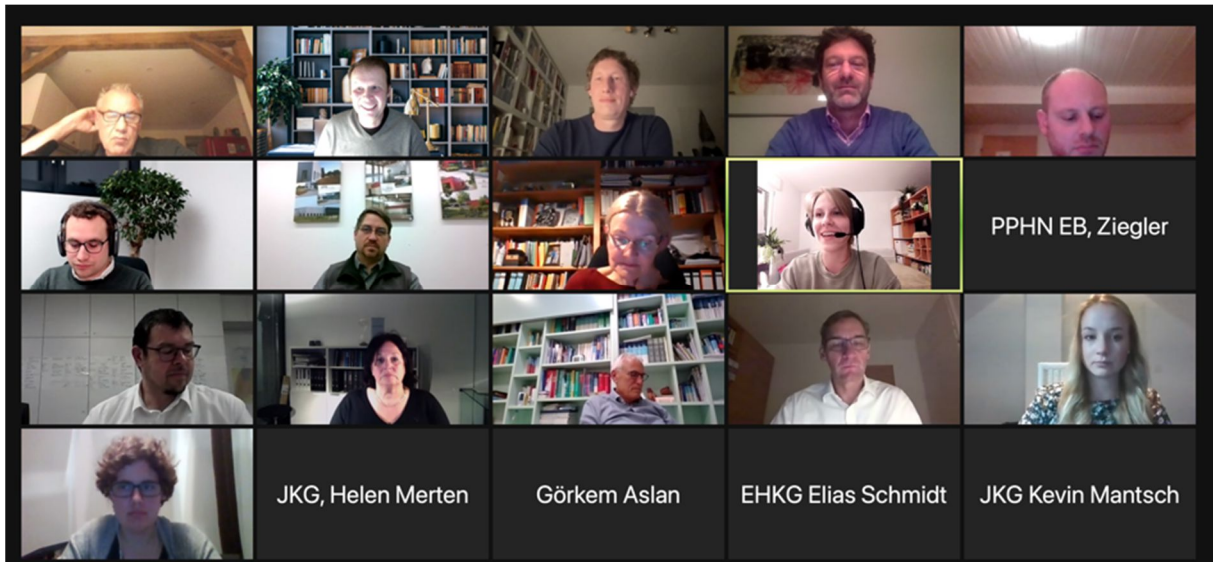 PPHN EB, Ziegler
JKG, Helen Merten
Görkem Aslan
EHKG Elias Schmidt
JKG Kevin Mantsch